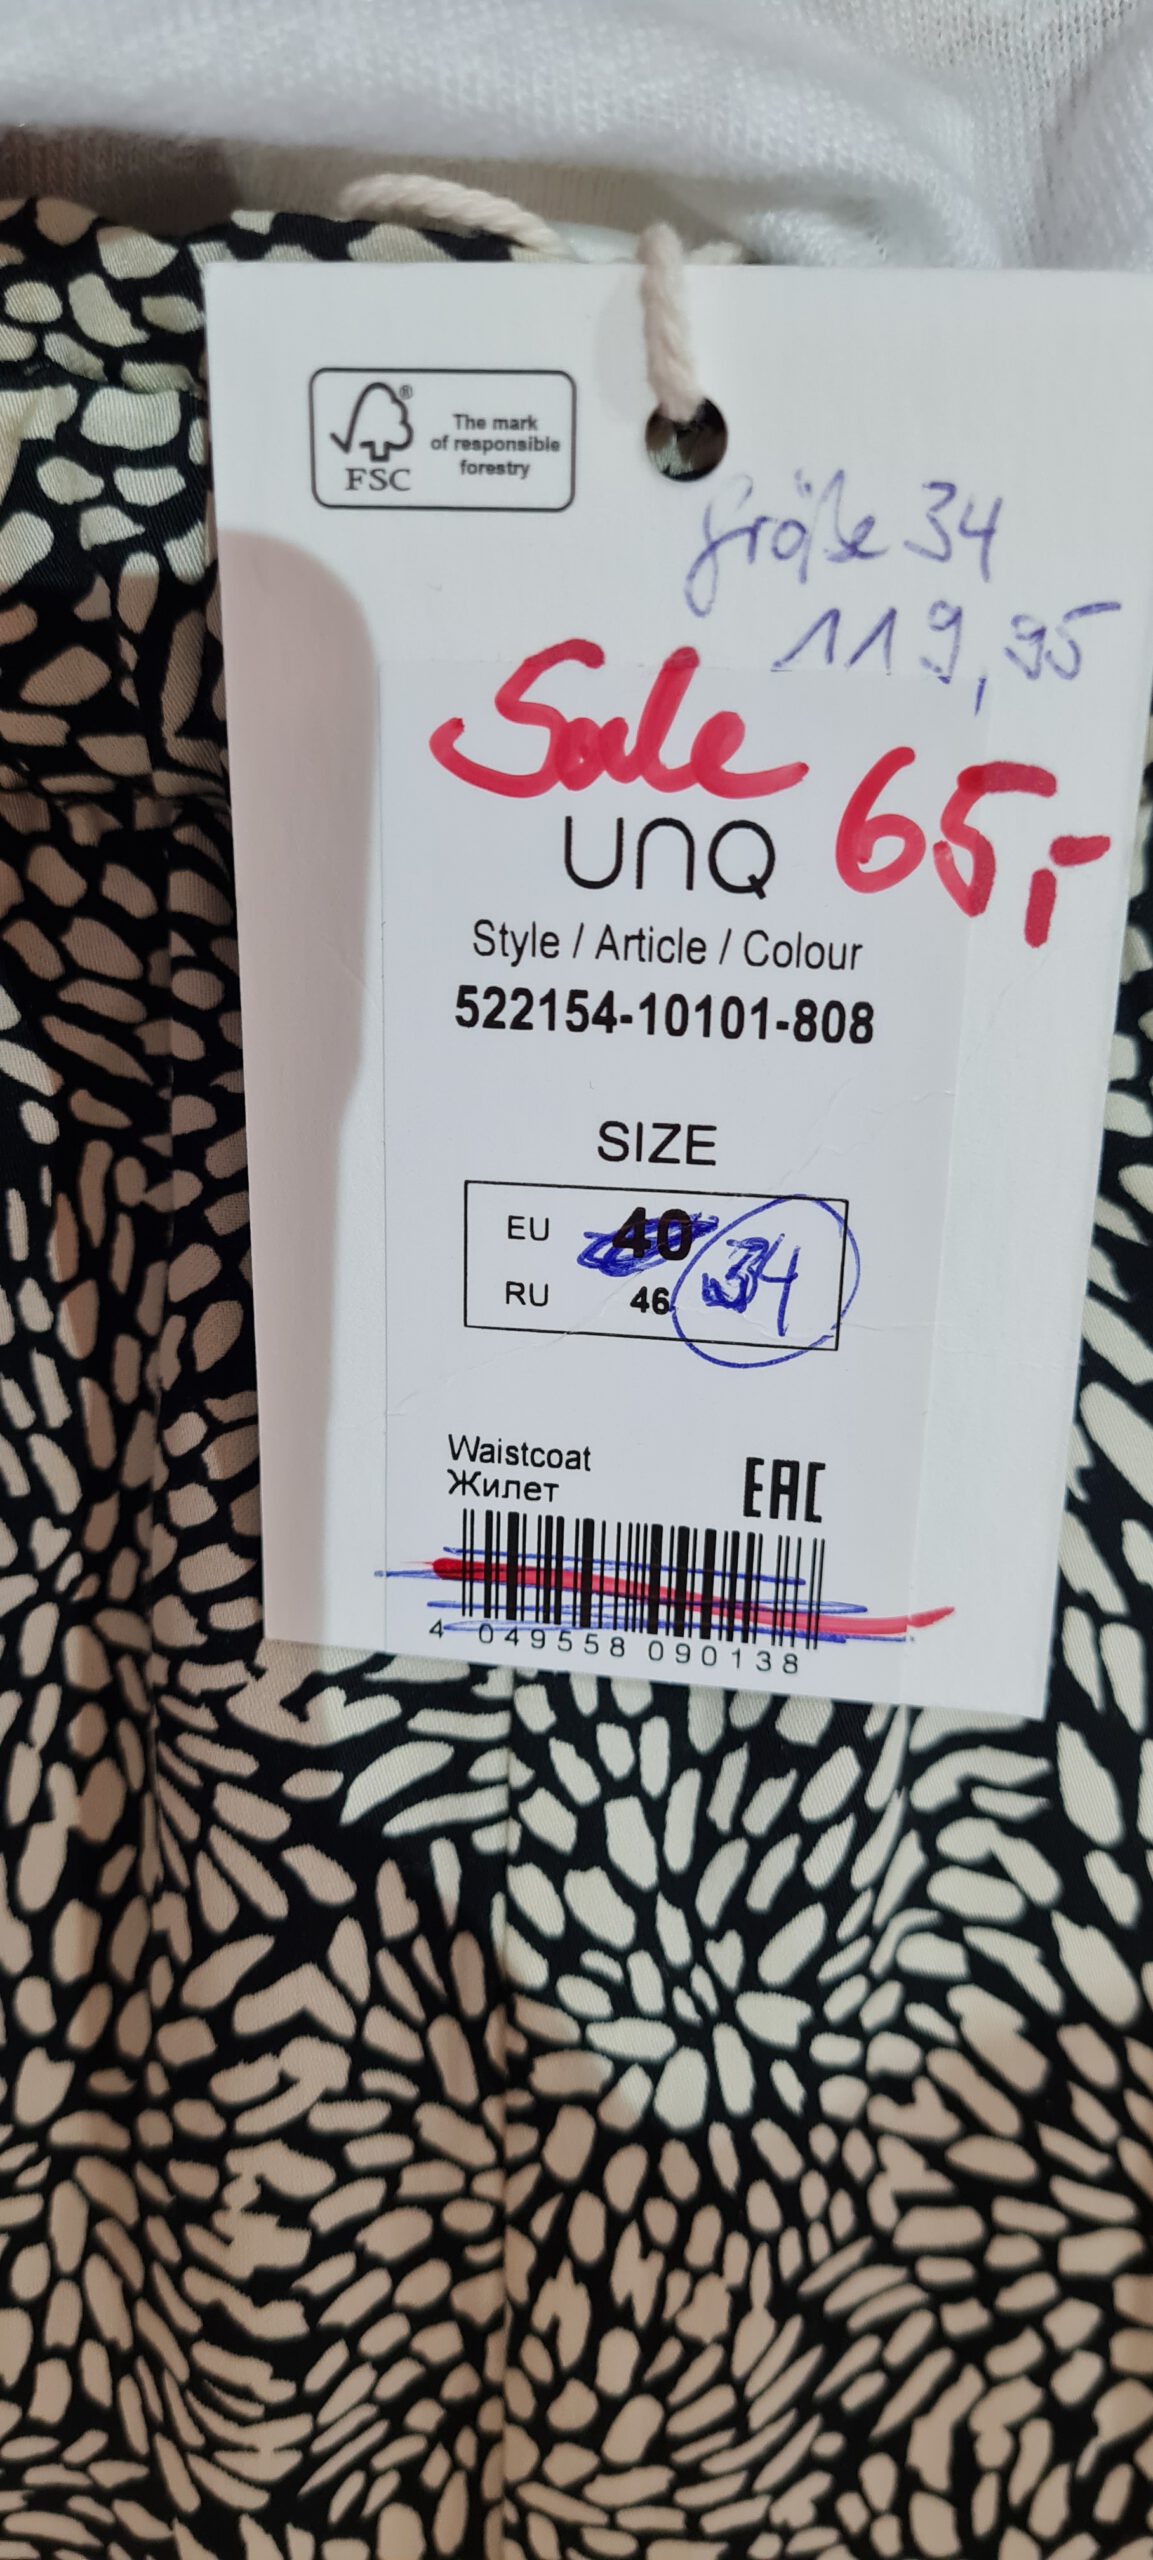 The mark
of responsible
forestry
FSC
Größe 34
119,95
Sale 65,-
UNQ
Style / Article / Colour
522154-10101-808
SIZE
EU 40
RU 46 34
Waistcoat
Жилет
EAC
4 049558 090138